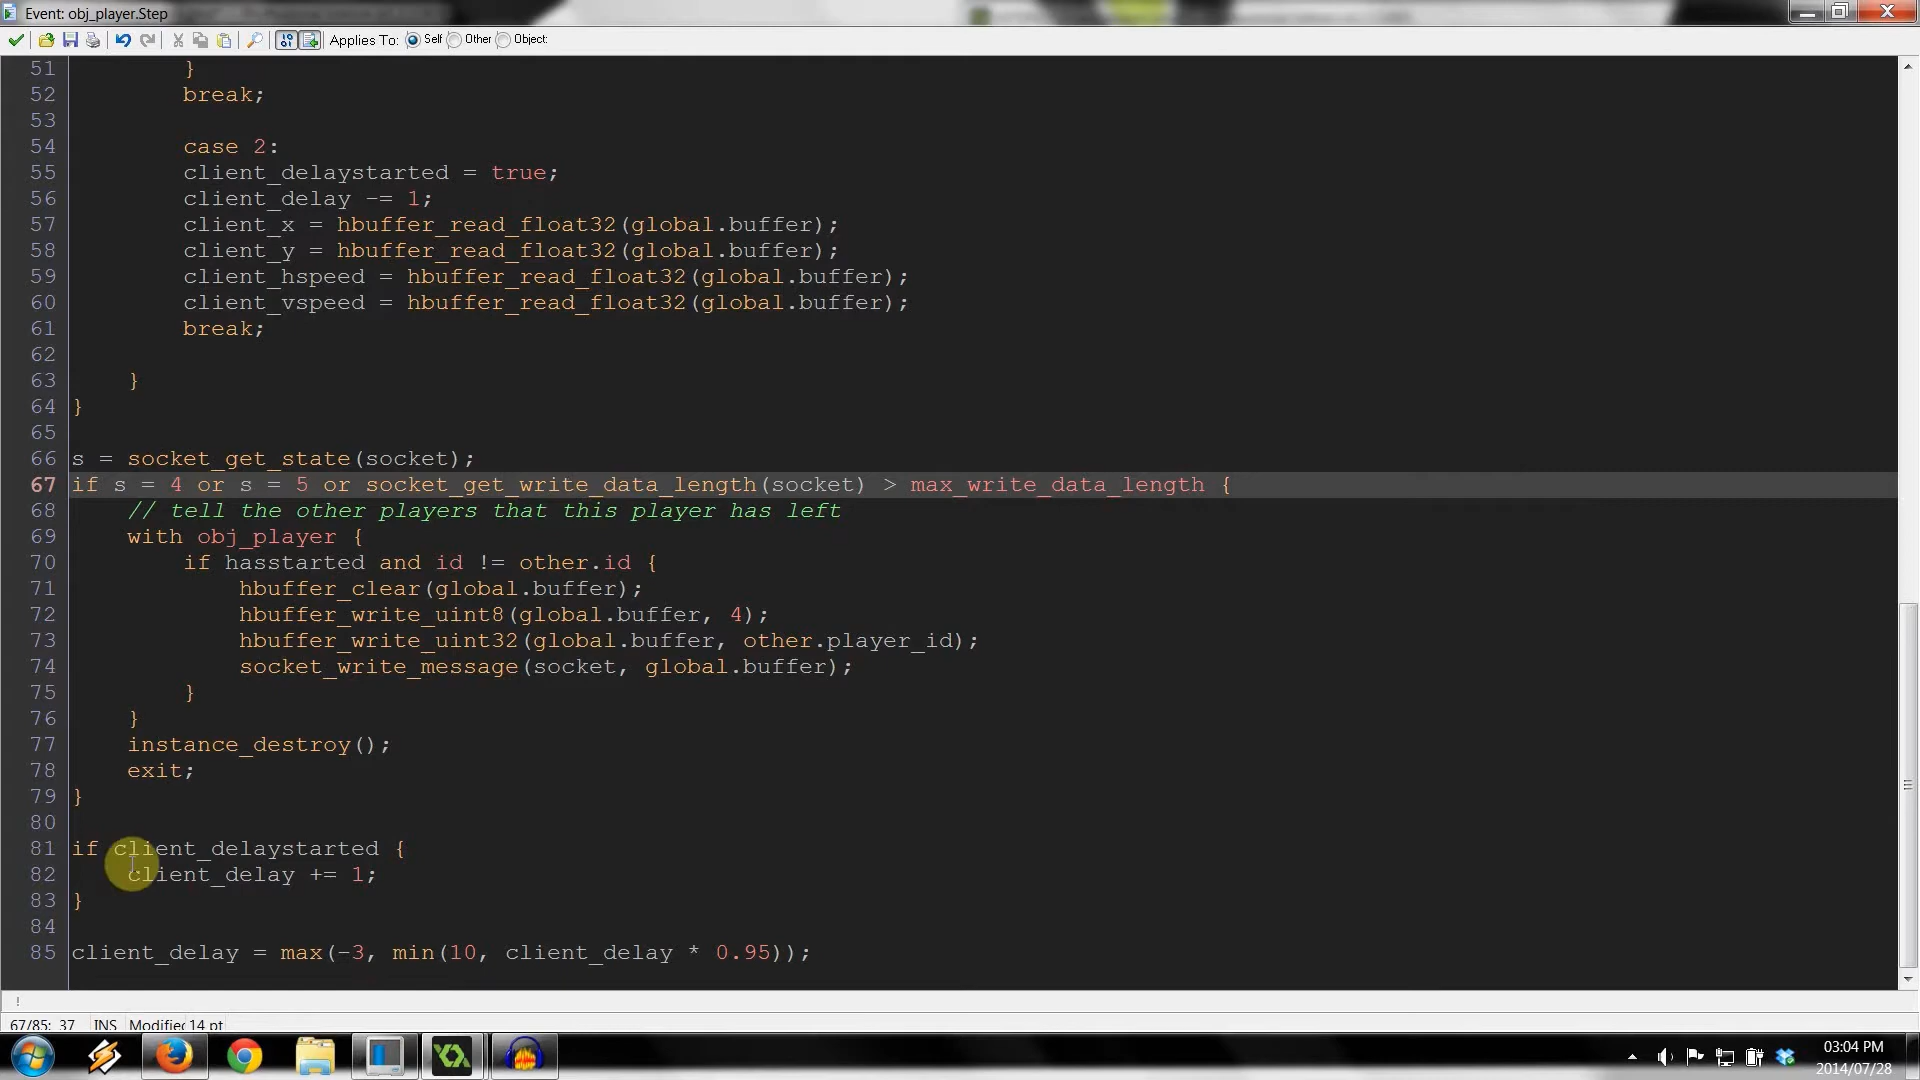 Event: obj_player.Step
Applies To: Self Other Object:
51 }
52 break;
53
54 case 2:
55 client_delaystarted = true;
56 client_delay -= 1;
57 client_x = hbuffer_read_float32(global.buffer);
58 client_y = hbuffer_read_float32(global.buffer);
59 client_hspeed = hbuffer_read_float32(global.buffer);
60 client_vspeed = hbuffer_read_float32(global.buffer);
61 break;
62
63 }
64 }
65
66 s = socket_get_state(socket);
67 if s = 4 or s = 5 or socket_get_write_data_length(socket) > max_write_data_length {
68 // tell the other players that this player has left
69 with obj_player {
70 if hasstarted and id != other.id {
71 hbuffer_clear(global.buffer);
72 hbuffer_write_uint8(global.buffer, 4);
73 hbuffer_write_uint32(global.buffer, other.player_id);
74 socket_write_message(socket, global.buffer);
75 }
76 }
77 instance_destroy();
78 exit;
79 }
80
81 if client_delaystarted {
82 client_delay += 1;
83 }
84
85 client_delay = max(-3, min(10, client_delay * 0.95));
!
67/85: 37 INS Modified 14 pt
03:04 PM
2014/07/28